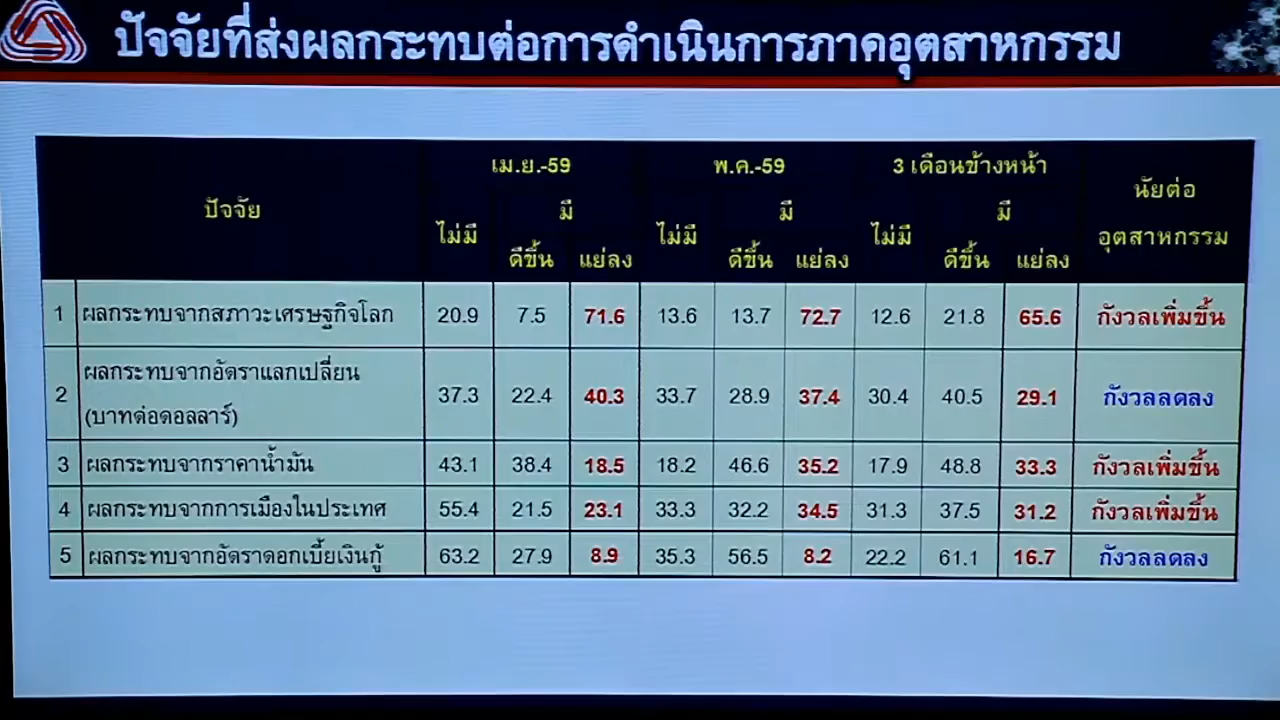 ปัจจัยที่ส่งผลกระทบต่อการดำเนินการภาคอุตสาหกรรม
ปัจจัย เม.ย.-59 พ.ค.-59 3 เดือนข้างหน้า นัยต่อ
มี มี มี
ไม่มี ไม่มี ไม่มี อุตสาหกรรม
ดีขึ้น แย่ลง ดีขึ้น แย่ลง ดีขึ้น แย่ลง
1 ผลกระทบจากสภาวะเศรษฐกิจโลก 20.9 7.5 71.6 13.6 13.7 72.7 12.6 21.8 65.6 กังวลเพิ่มขึ้น
2 ผลกระทบจากอัตราแลกเปลี่ยน
(บาทต่อดอลลาร์) 37.3 22.4 40.3 33.7 28.9 37.4 30.4 40.5 29.1 กังวลลดลง
3 ผลกระทบจากราคาน้ำมัน 43.1 38.4 18.5 18.2 46.6 35.2 17.9 48.8 33.3 กังวลเพิ่มขึ้น
4 ผลกระทบจากการเมืองในประเทศ 55.4 21.5 23.1 33.3 32.2 34.5 31.3 37.5 31.2 กังวลเพิ่มขึ้น
5 ผลกระทบจากอัตราดอกเบี้ยเงินกู้ 63.2 27.9 8.9 35.3 56.5 8.2 22.2 61.1 16.7 กังวลลดลง